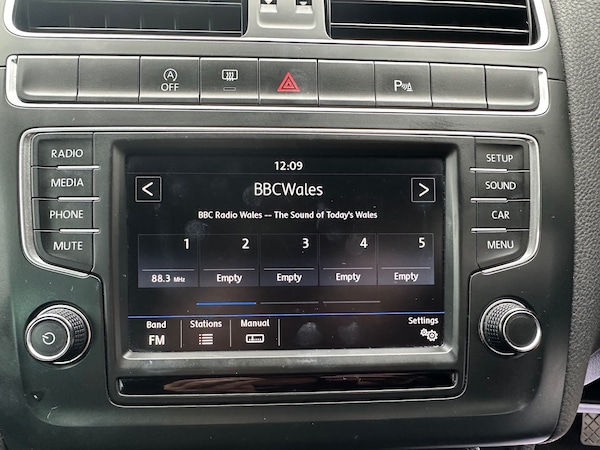 A OFF
P
RADIO
MEDIA
PHONE
MUTE
12:09
BBCWales
BBC Radio Wales -- The Sound of Today's Wales
1 2 3 4 5
88.3 MHz Empty Empty Empty Empty
Band Stations Manual Settings
FM
SETUP
SOUND
CAR
MENU